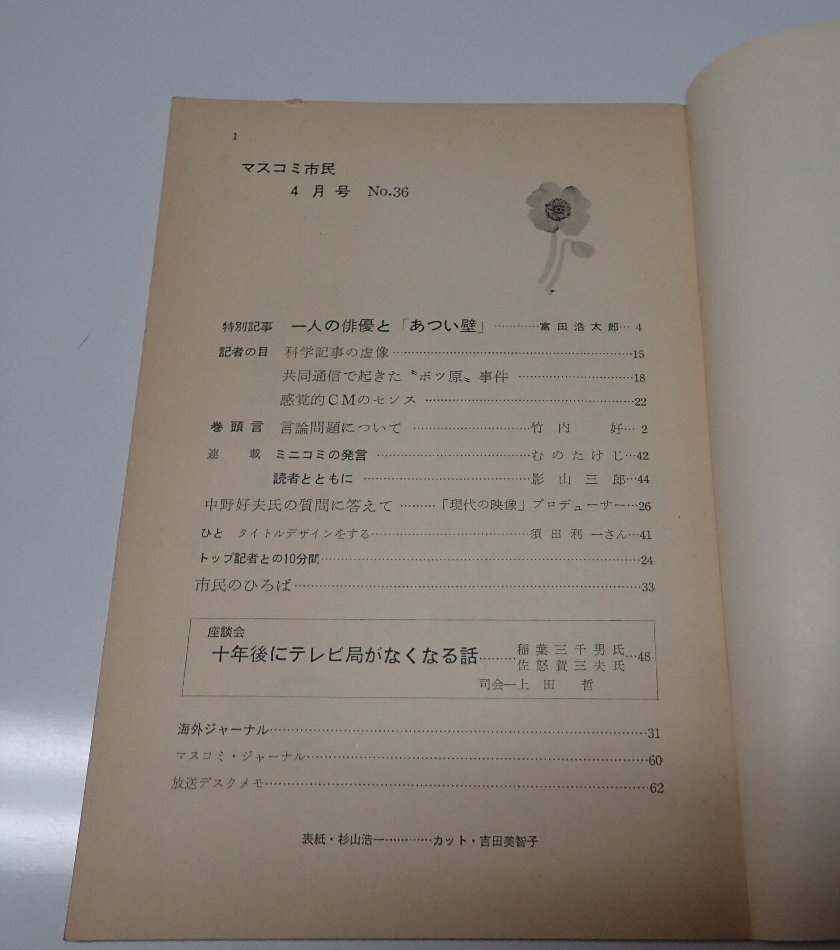 1
マスコミ市民
4月号 No.36
特別記事 一人の俳優と「あつい壁」…………富田浩太郎… 4
記者の目 科学記事の虚像……………………………15
共同通信で起きた〝ボツ原〟事件……………………18
感覚的CMのセンス……………………………22
巻頭言 言論問題について……………………竹内 好… 2
連載 ミニコミの発言……………………むのたけじ…42
読者とともに……………………影山三郎…44
中野好夫氏の質問に答えて………「現代の映像」プロデューサー…26
ひと タイトルデザインをする……………………須田利一さん…41
トップ記者との10分間……………………………24
市民のひろば……………………………33
座談会
十年後にテレビ局がなくなる話………稲葉三千男氏…48
佐怒賀三夫氏
司会―上田 哲
海外ジャーナル……………………………31
マスコミ・ジャーナル……………………………60
放送デスクメモ……………………………62
表紙・杉山浩一…………カット・吉田美智子